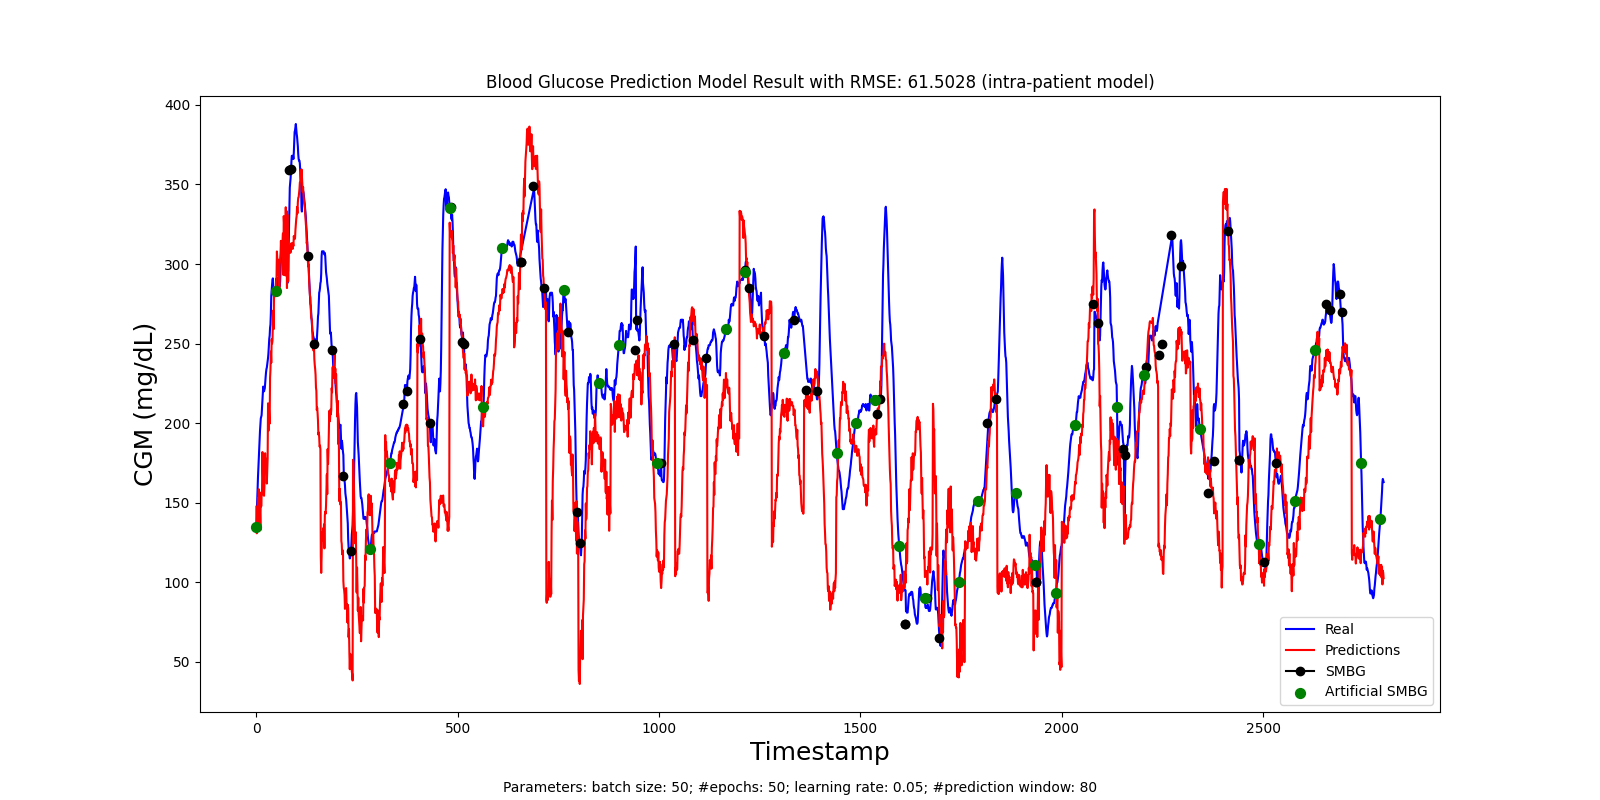 Blood Glucose Prediction Model Result with RMSE: 61.5028 (intra-patient model)
400
350
300
250
200
150
100
50
CGM (mg/dL)
0
500
1000
1500
2000
2500
Timestamp
Real
Predictions
SMBG
Artificial SMBG
Parameters: batch size: 50; #epochs: 50; learning rate: 0.05; #prediction window: 80